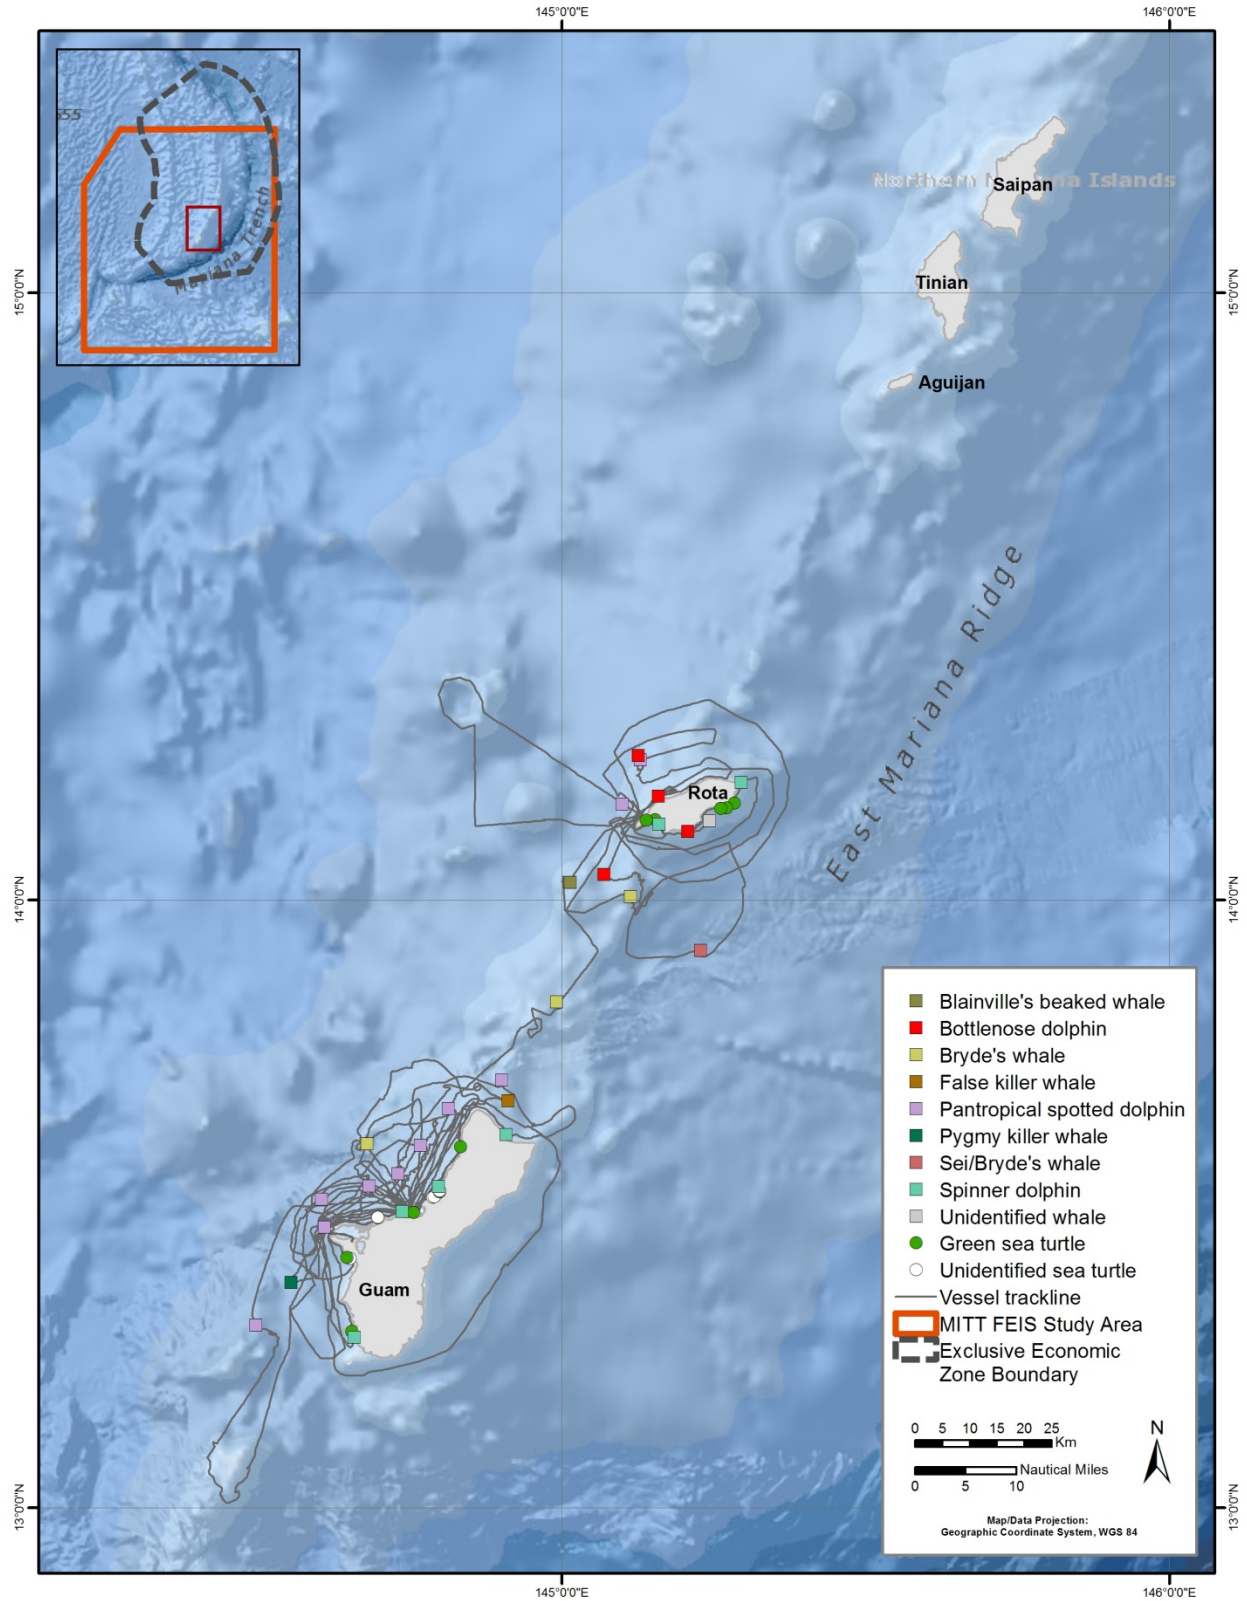 145°0'0"E
146°0'0"E
Mariana Trench
Northern Mariana Islands
Saipan
15°0'0"N
15°0'0"N
Tinian
Aguijan
East Mariana Ridge
Rota
14°0'0"N
14°0'0"N
Guam
Blainville's beaked whale
Bottlenose dolphin
Bryde's whale
False killer whale
Pantropical spotted dolphin
Pygmy killer whale
Sei/Bryde's whale
Spinner dolphin
Unidentified whale
Green sea turtle
Unidentified sea turtle
Vessel trackline
MITT FEIS Study Area
Exclusive Economic
Zone Boundary
0 5 10 15 20 25
Km
N
Nautical Miles
0 5 10
Map/Data Projection:
Geographic Coordinate System, WGS 84
13°0'0"N
13°0'0"N
145°0'0"E
146°0'0"E